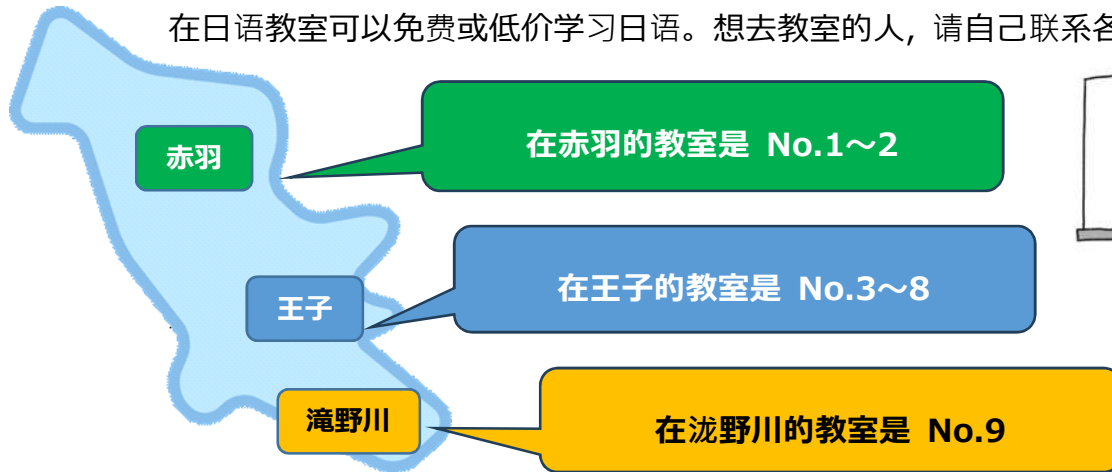 在日语教室可以免费或低价学习日语。想去教室的人，请自己联系各
赤羽
在赤羽的教室是 No.1～2
王子
在王子的教室是 No.3～8
滝野川
在泷野川的教室是 No.9